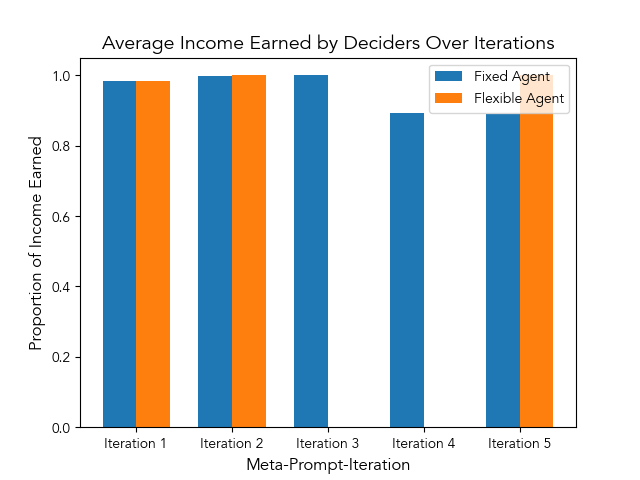 Average Income Earned by Deciders Over Iterations
Fixed Agent
Flexible Agent
Proportion of Income Earned
1.0
0.8
0.6
0.4
0.2
0.0
Iteration 1
Iteration 2
Iteration 3
Iteration 4
Iteration 5
Meta-Prompt-Iteration